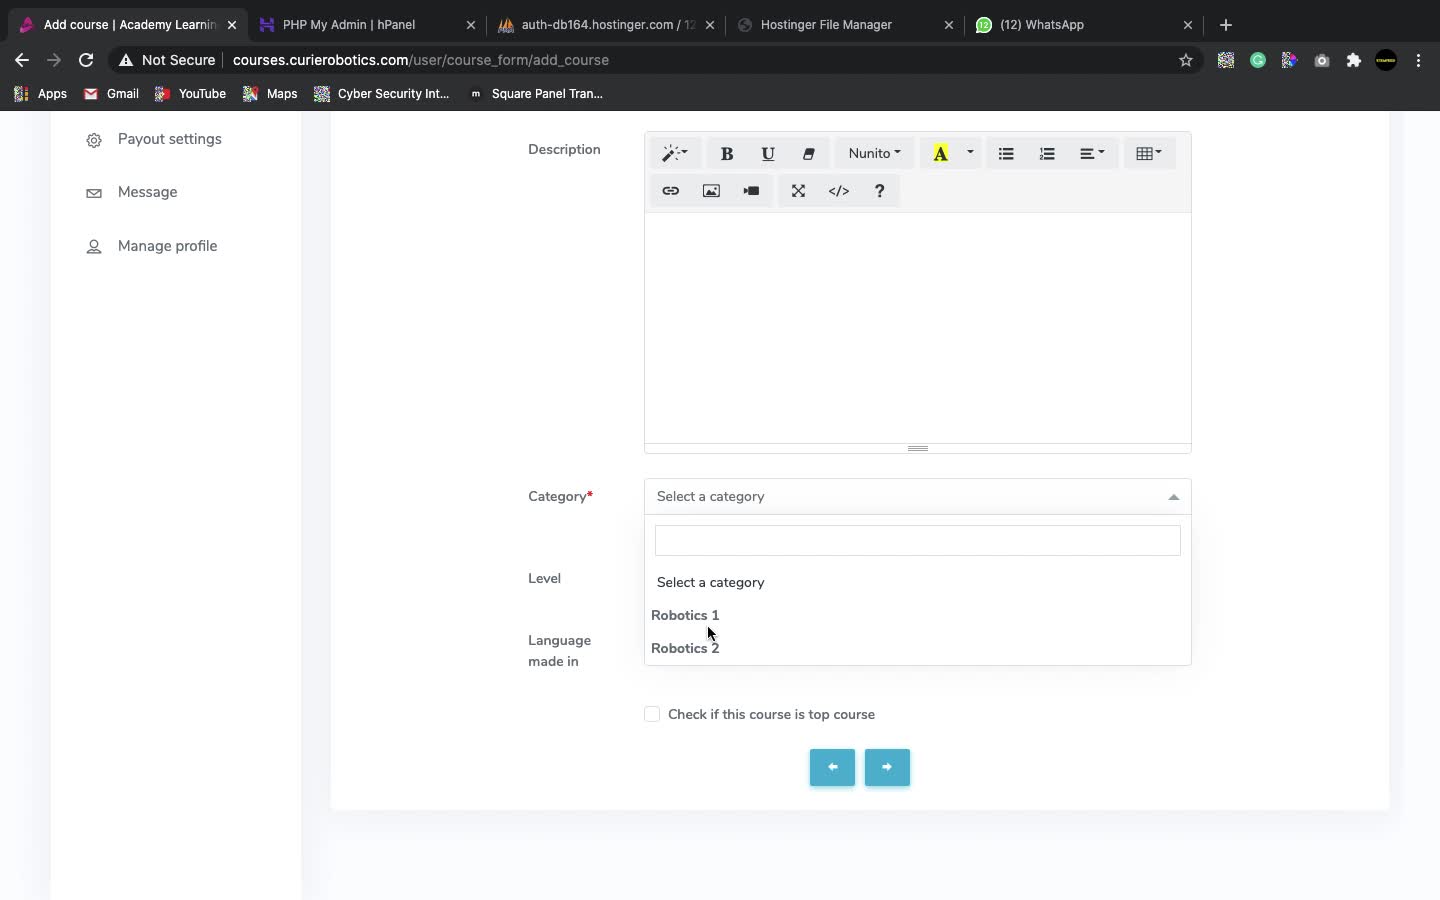 Add course | Academy Learnin
PHP My Admin | hPanel
auth-db164.hostinger.com / 12
Hostinger File Manager
12
(12) WhatsApp
Not Secure
courses.curierobotics.com/user/course_form/add_course
Apps
Gmail
YouTube
Maps
Cyber Security Int...
m
Square Panel Tran...
Payout settings
Message
Manage profile
Description
B
U
Nunito
A
</>
?
Category*
Select a category
Select a category
Robotics 1
Robotics 2
Level
Language
made in
Check if this course is top course